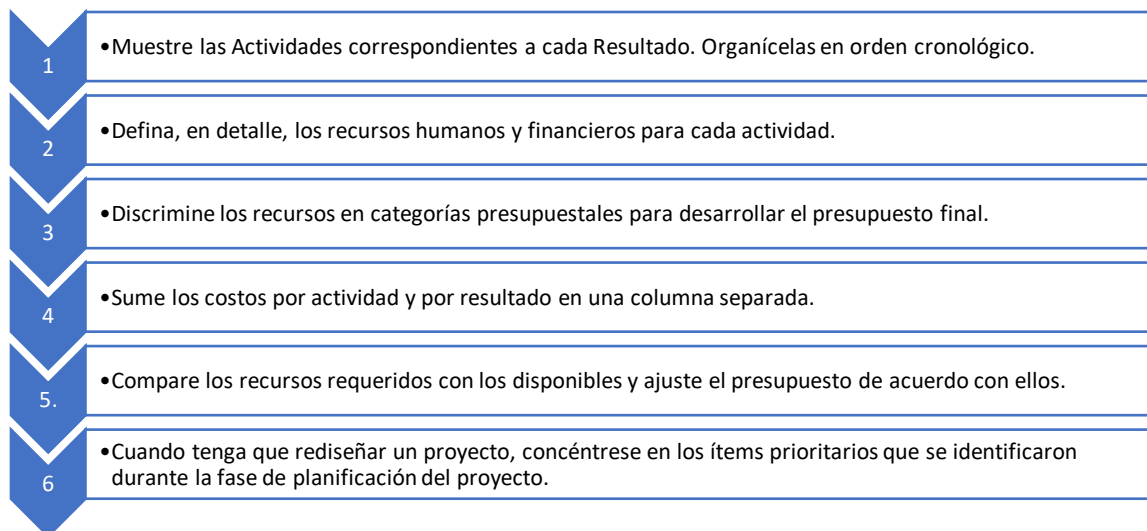 1
•Muestre las Actividades correspondientes a cada Resultado. Organícelas en orden cronológico.
2
•Defina, en detalle, los recursos humanos y financieros para cada actividad.
3
•Discrimine los recursos en categorías presupuestales para desarrollar el presupuesto final.
4
•Sume los costos por actividad y por resultado en una columna separada.
5.
•Compare los recursos requeridos con los disponibles y ajuste el presupuesto de acuerdo con ellos.
6
•Cuando tenga que rediseñar un proyecto, concéntrese en los ítems prioritarios que se identificaron
durante la fase de planificación del proyecto.